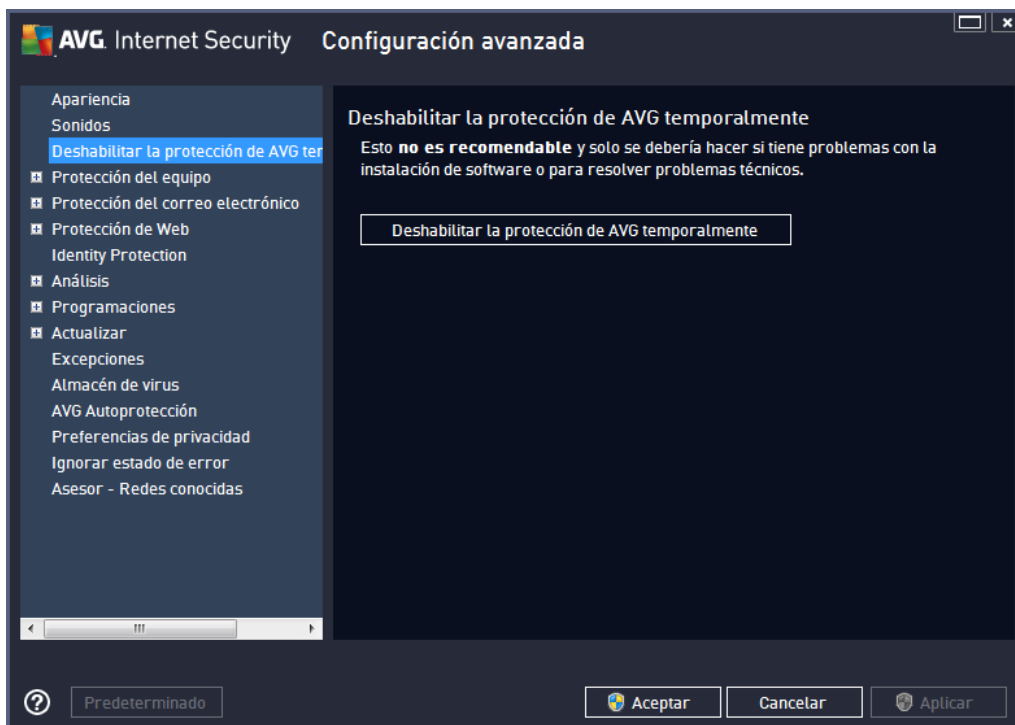 AVG. Internet Security Configuración avanzada
Apariencia
Sonidos
Deshabilitar la protección de AVG ter
Protección del equipo
Protección del correo electrónico
Protección de Web
Identity Protection
Análisis
Programaciones
Actualizar
Excepciones
Almacén de virus
AVG Autoprotección
Preferencias de privacidad
Ignorar estado de error
Asesor - Redes conocidas
Deshabilitar la protección de AVG temporalmente
Esto no es recomendable y solo se debería hacer si tiene problemas con la
instalación de software o para resolver problemas técnicos.
Deshabilitar la protección de AVG temporalmente
Predeterminado
Aceptar
Cancelar
Aplicar